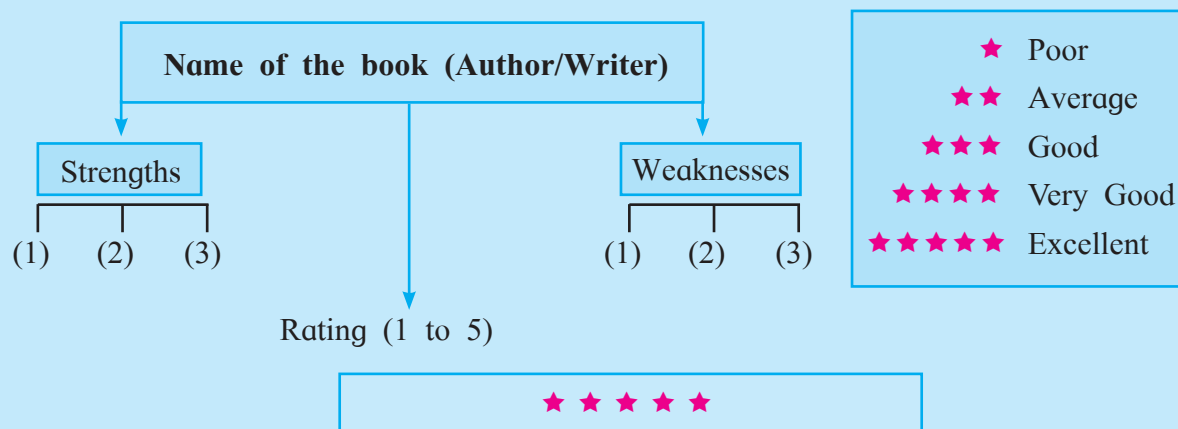 Name of the book (Author/Writer)
Strengths
(1) (2) (3)
Weaknesses
(1) (2) (3)
Rating (1 to 5)
Poor
Average
Good
Very Good
Excellent